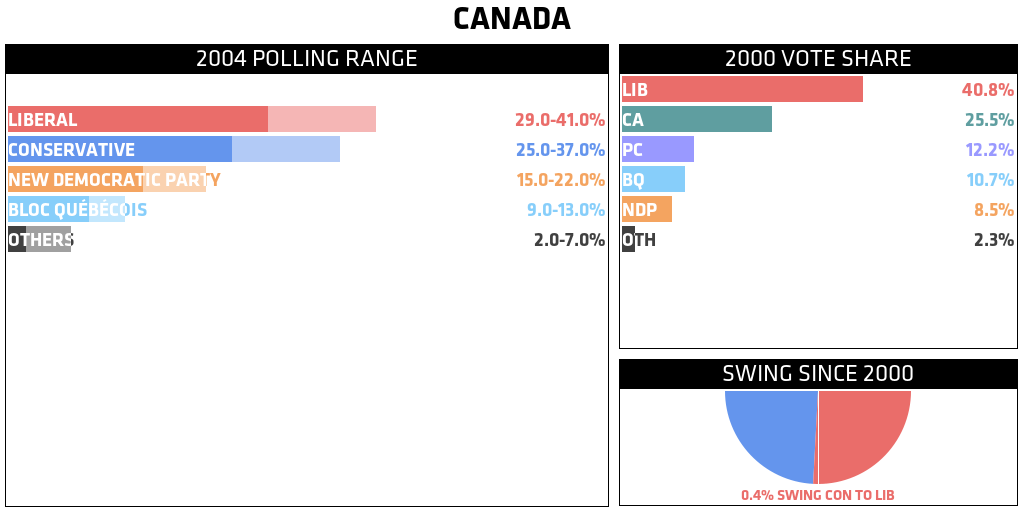 CANADA
2004 POLLING RANGE
LIBERAL 29.0-41.0%
CONSERVATIVE 25.0-37.0%
NEW DEMOCRATIC PARTY 15.0-22.0%
BLOC QUÉBÉCOIS 9.0-13.0%
OTHERS 2.0-7.0%
2000 VOTE SHARE
LIB 40.8%
CA 25.5%
PC 12.2%
BQ 10.7%
NDP 8.5%
OTH 2.3%
SWING SINCE 2000
0.4% SWING CON TO LIB